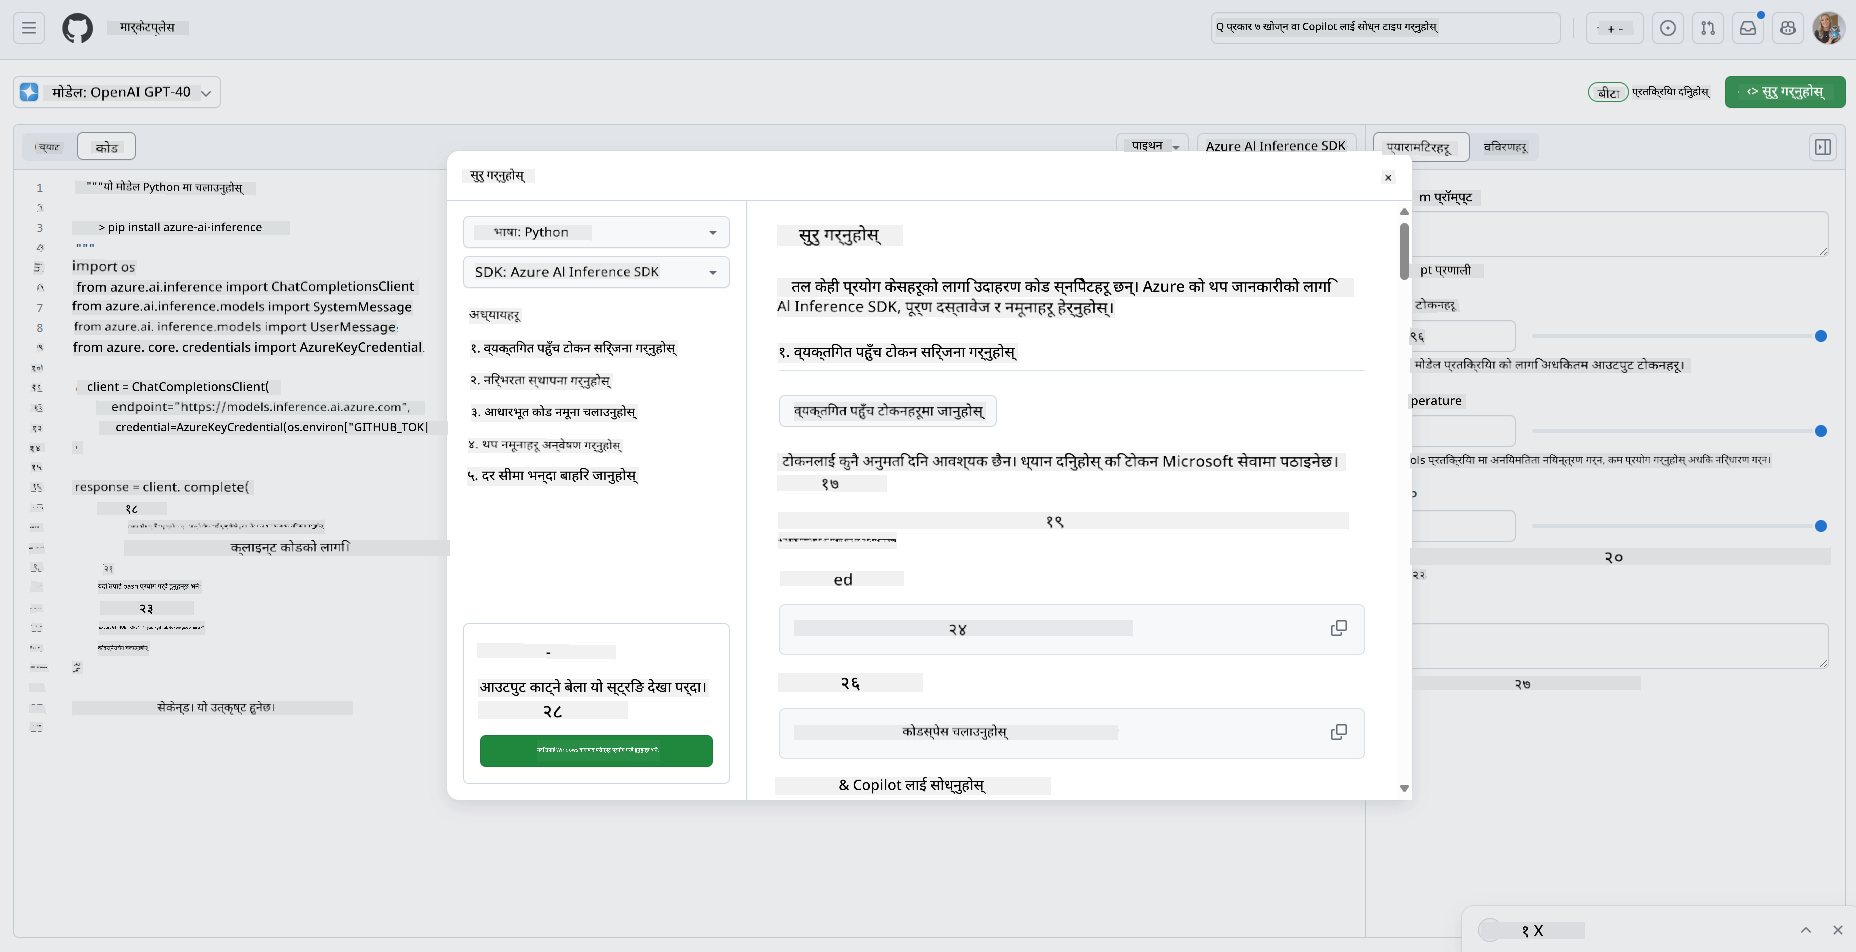 मार्केटप्लेस
Q प्रकार ७ खोज्न वा Copilot लाई सोध्न टाइप गर्नुहोस्
+ -
मोडेल: OpenAI GPT-40
बीटा
प्रतिक्रिया दिनुहोस्
<> सुरु गर्नुहोस्
च्याट
कोड
पाइथन
Azure Al Inference SDK
प्यारामिटरहरू
विवरणहरू
1 """यो मोडेल Python मा चलाउनुहोस्
3 > pip install azure-ai-inference
"""
import os
from azure.ai.inference import ChatCompletionsClient
7 from azure.ai.inference.models import SystemMessage
8 from azure.ai. inference.models import UserMessage
from azure. core. credentials import AzureKeyCredential.
client = ChatCompletionsClient(
endpoint="https://models.inference.ai.azure.com",
credential=AzureKeyCredential(os.environ["GITHUB_TOK
१४
१५
response = client. complete(
१८
क्लाइन्ट कोडको लागि
२१
२३
सेकेन्ड। यो उत्कृष्ट हुनेछ।
सुरु गर्नुहोस्
×
भाषा: Python
SDK: Azure Al Inference SDK
अध्यायहरू
१. व्यक्तिगत पहुँच टोकन सिर्जना गर्नुहोस्
२. निर्भरता स्थापना गर्नुहोस्
३. आधारभूत कोड नमूना चलाउनुहोस्
४. थप नमूनाहरू अन्वेषण गर्नुहोस्
५. दर सीमा भन्दा बाहिर जानुहोस्
-
आउटपुट काट्ने बेला यो स्ट्रिङ देखा पर्दा।
२८
सुरु गर्नुहोस्
तल केही प्रयोग केसहरूको लागि उदाहरण कोड स्निपेटहरू छन्। Azure को थप जानकारीको लागि
Al Inference SDK, पूर्ण दस्तावेज र नमूनाहरू हेर्नुहोस्।
१. व्यक्तिगत पहुँच टोकन सिर्जना गर्नुहोस्
व्यक्तिगत पहुँच टोकनहरूमा जानुहोस्
टोकनलाई कुनै अनुमति दिनि आवश्यक छैन। ध्यान दिनुहोस् कि टोकन Microsoft सेवामा पठाइनेछ।
१७
१९
ed
२४
२६
कोडस्पेस चलाउनुहोस्
& Copilot लाई सोध्नुहोस्
m प्रॉम्प्ट
pt प्रणाली
टोकनहरू
९६
मोडेल प्रतिक्रिया को लागि अधिकतम आउटपुट टोकनहरू।
perature
ols प्रतिक्रिया मा अनियमितता नियन्त्रण गर्न, कम प्रयोग गर्नुहोस् अधिक निर्धारण गर्न।
२०
२२
२७
१ X